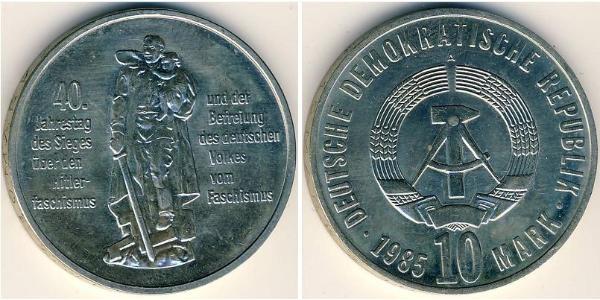 40.
Jahrestag
des Sieges
über den
Hitler-
faschismus
und der
Befreiung
des deutschen
Volkes
vom
Faschismus
DEUTSCHE DEMOKRATISCHE REPUBLIK
· 1985 10 MARK ·